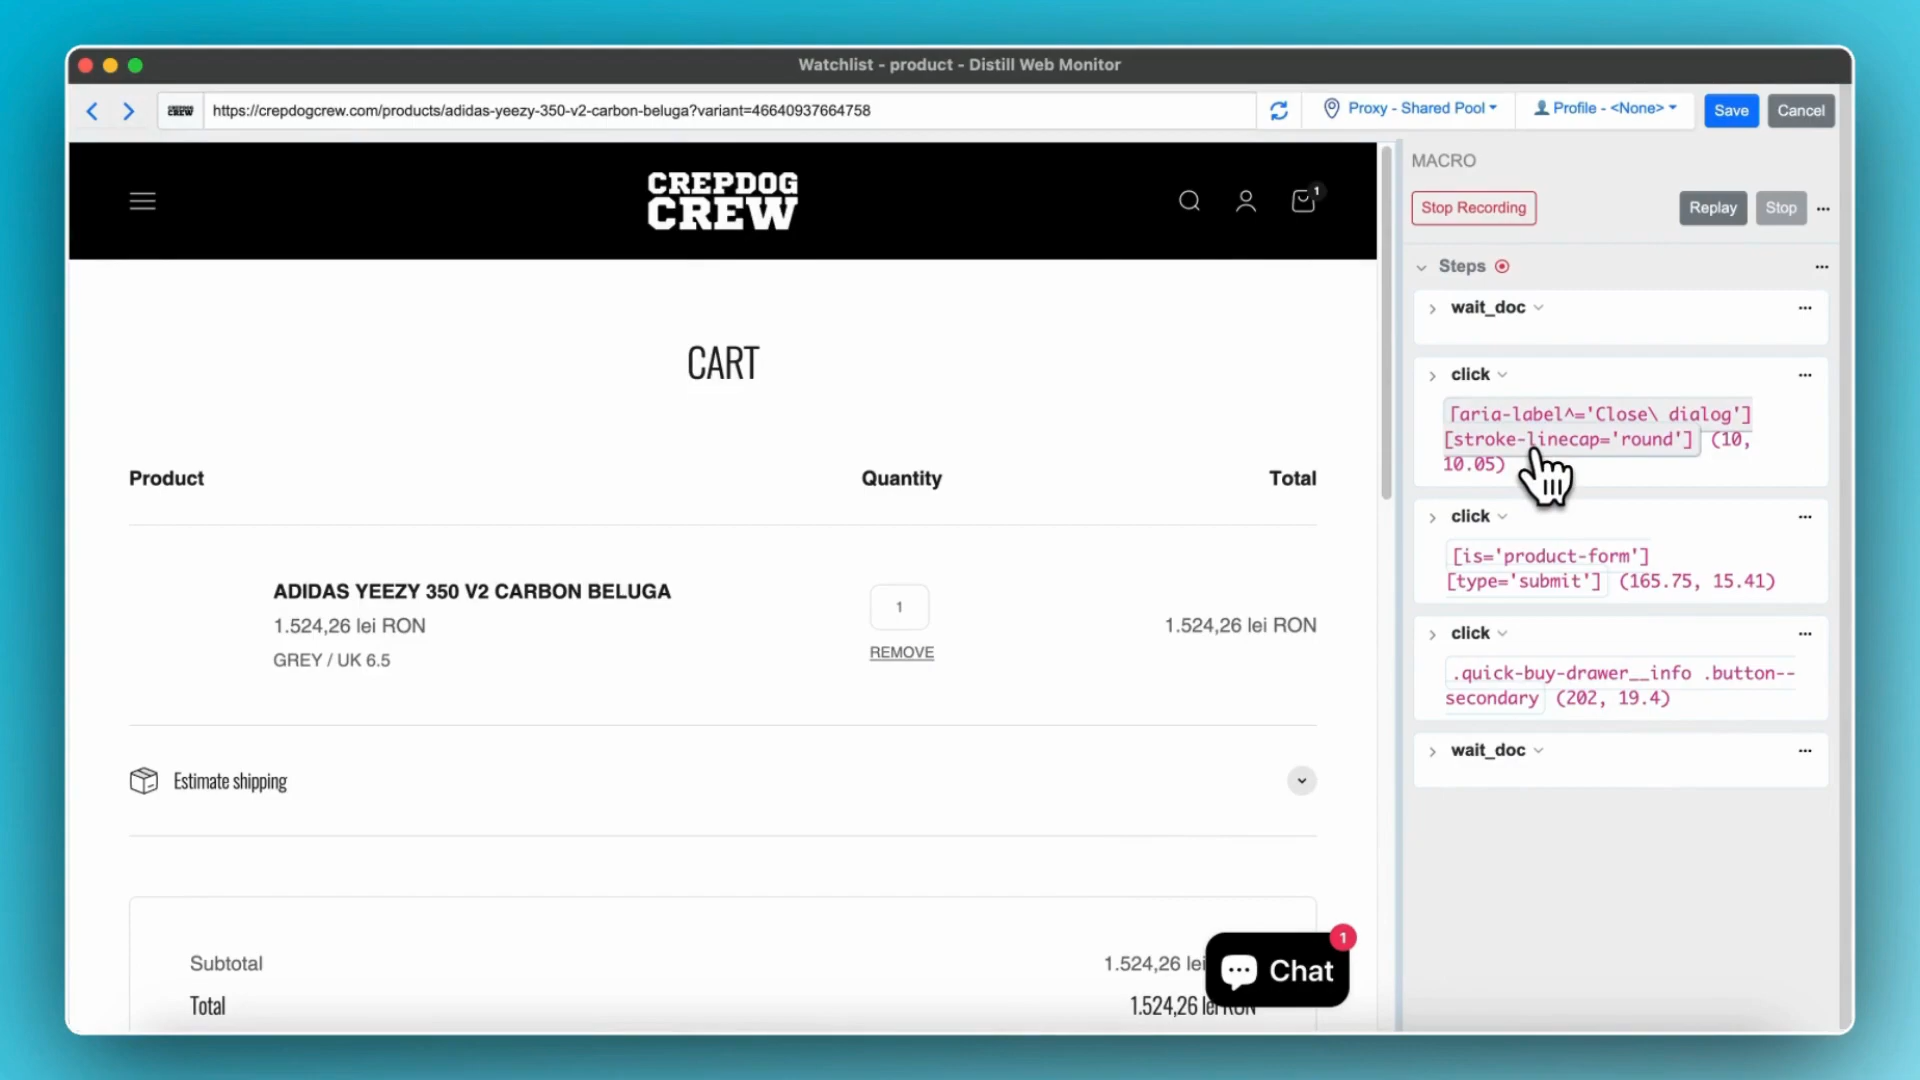 Watchlist - product - Distill Web Monitor
CREPDOG CREW
https://crepdogcrew.com/products/adidas-yeezy-350-v2-carbon-beluga?variant=46640937664758
Proxy - Shared Pool
Profile - <None>
Save
Cancel
CREPDOG
CREW
1
CART
Product
Quantity
Total
ADIDAS YEEZY 350 V2 CARBON BELUGA
1.524,26 lei RON
GREY / UK 6.5
1
REMOVE
1.524,26 lei RON
Estimate shipping
Subtotal
1.524,26 lei
Total
1.524,26 lei RON
Chat
1
MACRO
Stop Recording
Replay
Stop
Steps
wait_doc
click
[aria-label^='Close\ dialog']
[stroke-linecap='round'] (10,
10.05)
click
[is='product-form']
[type='submit'] (165.75, 15.41)
click
.quick-buy-drawer__info .button--
secondary (202, 19.4)
wait_doc